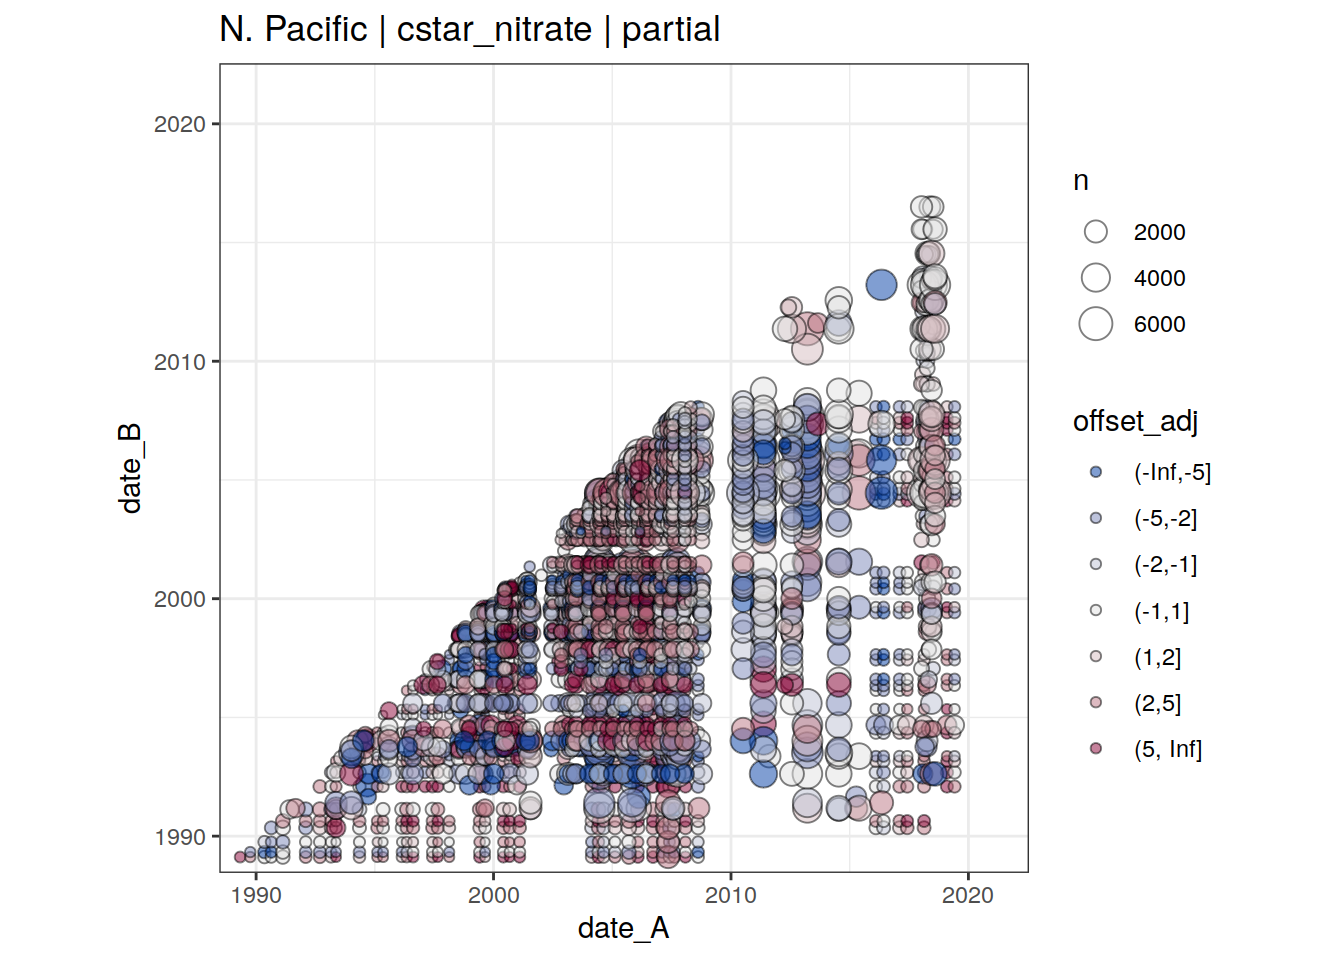 N. Pacific | cstar_nitrate | partial
2020
2010
2000
1990
date_B
1990
2000
2010
2020
date_A
n
2000
4000
6000
offset_adj
(-Inf,-5]
(-5,-2]
(-2,-1]
(-1,1]
(1,2]
(2,5]
(5, Inf]